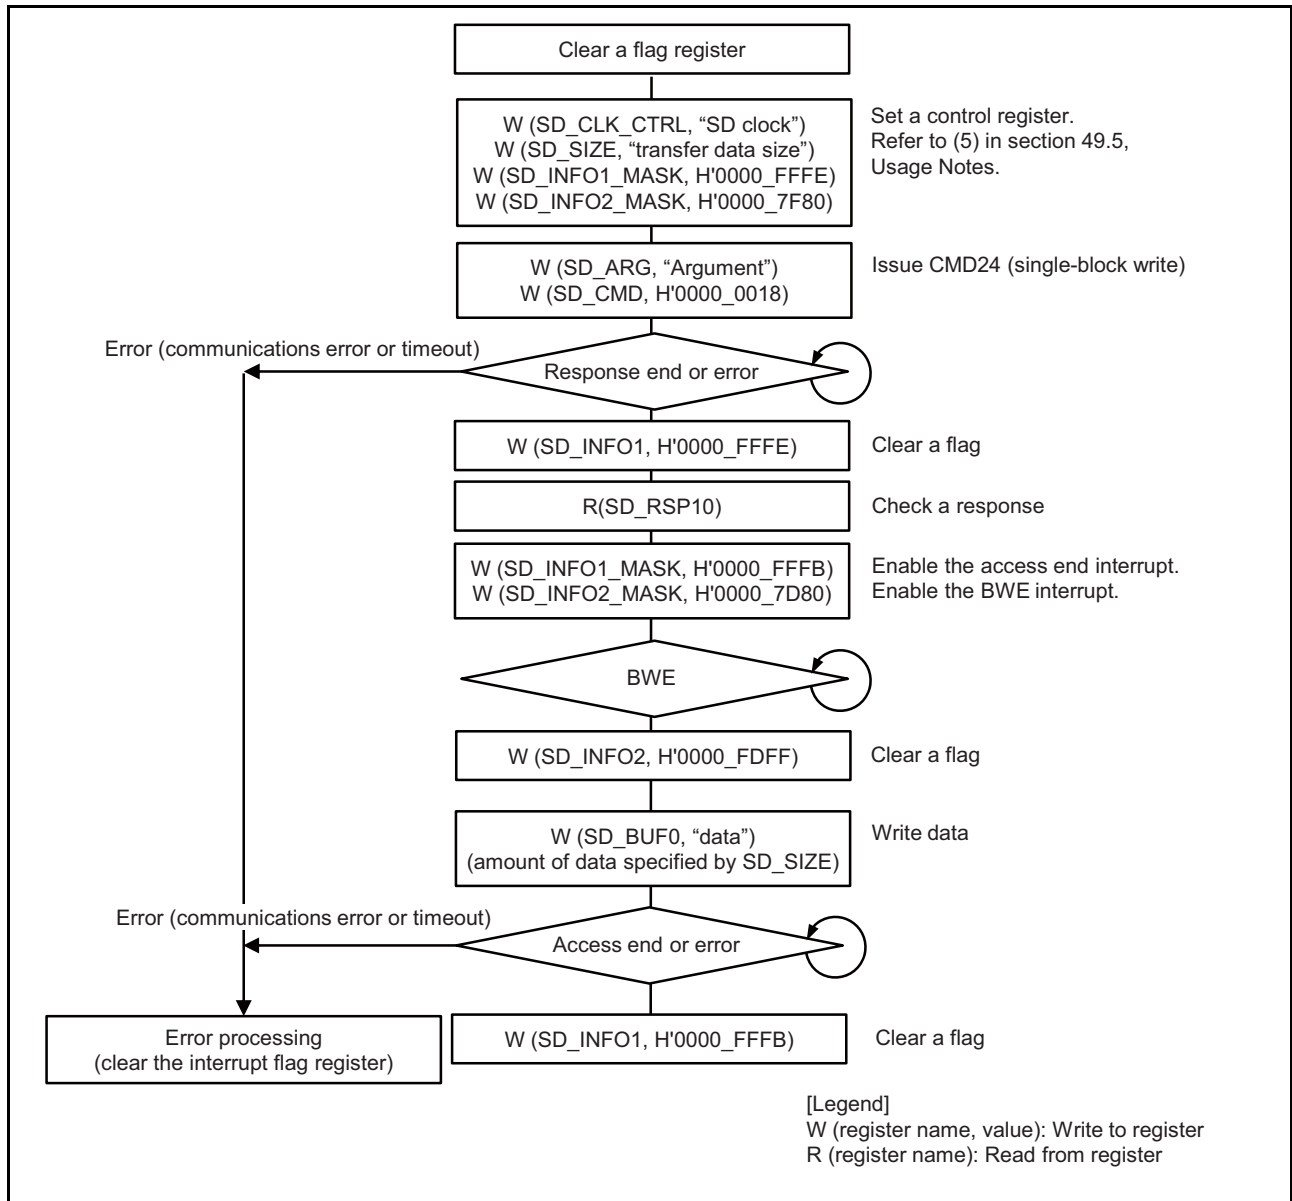 Clear a flag register
W (SD_CLK_CTRL, “SD clock”)
W (SD_SIZE, “transfer data size”)
W (SD_INFO1_MASK, H'0000_FFFE)
W (SD_INFO2_MASK, H'0000_7F80)
Set a control register.
Refer to (5) in section 49.5,
Usage Notes.
W (SD_ARG, “Argument”)
W (SD_CMD, H'0000_0018)
Issue CMD24 (single-block write)
Error (communications error or timeout)
Response end or error
W (SD_INFO1, H'0000_FFFE)
Clear a flag
R(SD_RSP10)
Check a response
W (SD_INFO1_MASK, H'0000_FFFB)
W (SD_INFO2_MASK, H'0000_7D80)
Enable the access end interrupt.
Enable the BWE interrupt.
BWE
W (SD_INFO2, H'0000_FDFF)
Clear a flag
W (SD_BUF0, “data”)
(amount of data specified by SD_SIZE)
Write data
Error (communications error or timeout)
Access end or error
Error processing
(clear the interrupt flag register)
W (SD_INFO1, H'0000_FFFB)
Clear a flag
[Legend]
W (register name, value): Write to register
R (register name): Read from register